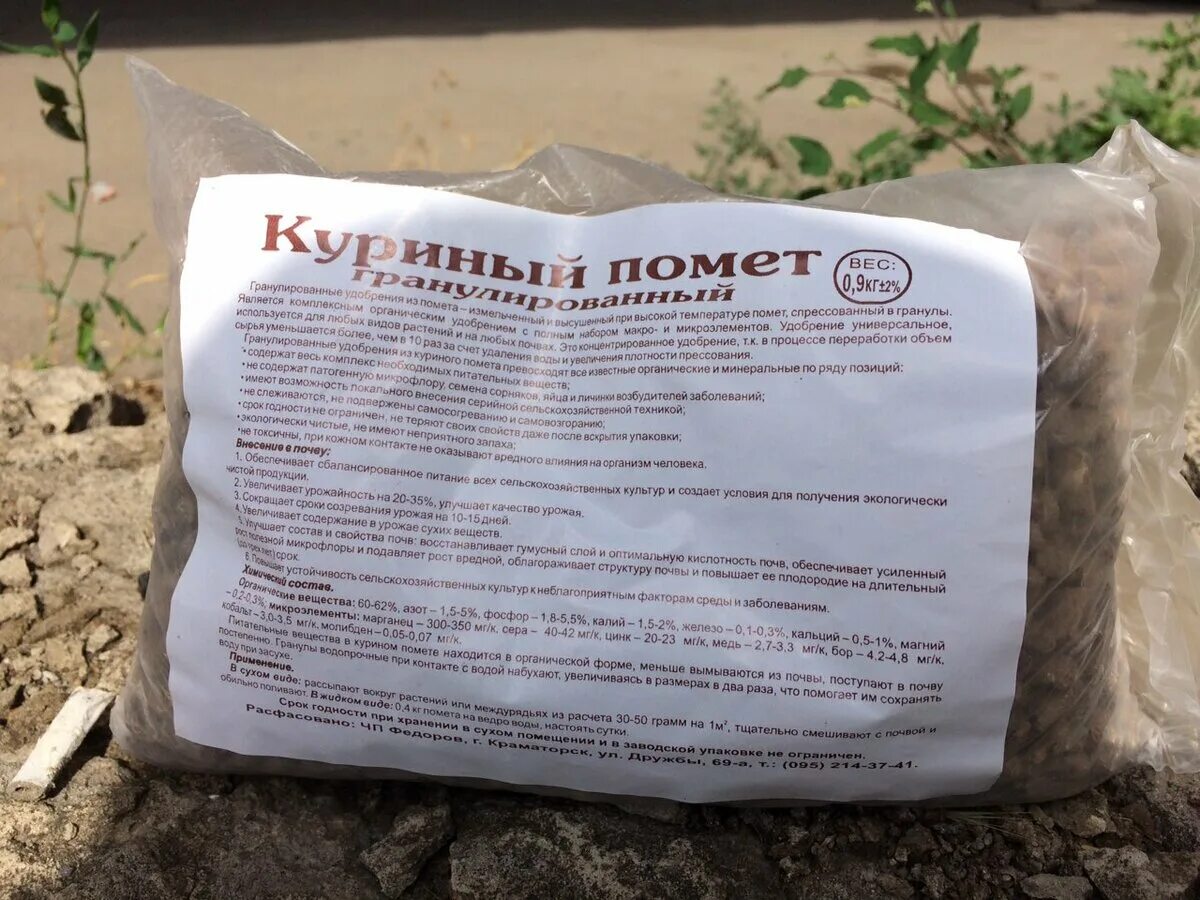 Куриный помет
гранулированный
ВЕС:
0,9кг±2%
Гранулированные удобрения из помета – измельченный и высушенный при высокой температуре помет, спрессованный в гранулы.
Является комплексным органическим удобрением с полным набором макро- и микроэлементов. Удобрение универсальное,
используется для любых видов растений и на любых почвах. Это концентрированное удобрение, т.к. в процессе переработки объем
сырья уменьшается более, чем в 10 раз за счет удаления воды и увеличения плотности прессования.
Гранулированные удобрения из куриного помета превосходят все известные органические и минеральные по ряду позиций:
• содержат весь комплекс необходимых питательных веществ;
• не содержат патогенную микрофлору, семена сорняков, яйца и личинки возбудителей заболеваний;
• имеют возможность локального внесения серийной сельскохозяйственной техникой;
• не слеживаются, не подвержены самосогреванию и самовозгоранию;
• срок годности не ограничен, не теряют своих свойств даже после вскрытия упаковки;
• экологически чистые, не имеют неприятного запаха;
• не токсичны, при кожном контакте не оказывают вредного влияния на организм человека.
Внесение в почву:
1. Обеспечивает сбалансированное питание всех сельскохозяйственных культур и создает условия для получения экологически
чистой продукции.
2. Увеличивает урожайность на 20-35%, улучшает качество урожая.
3. Сокращает сроки созревания урожая на 10-15 дней.
4. Увеличивает содержание в урожае сухих веществ.
5. Улучшает состав и свойства почв: восстанавливает гумусный слой и оптимальную кислотность почв, обеспечивает усиленный
рост полезной микрофлоры и подавляет рост вредной, облагораживает структуру почвы и повышает ее плодородие на длительный
(до трех лет) срок.
6. Повышает устойчивость сельскохозяйственных культур к неблагоприятным факторам среды и заболеваниям.
Химический состав.
Органические вещества: 60-62%, азот – 1,5-5%, фосфор – 1,8-5,5%, калий – 1,5-2%, железо – 0,1-0,3%, кальций – 0,5-1%, магний
– 0,2-0,3%, микроэлементы: марганец – 300-350 мг/к, сера – 40-42 мг/к, цинк – 20-23 мг/к, медь – 2,7-3,3 мг/к, бор – 4,2-4,8 мг/к,
кобальт – 3,0-3,5 мг/к, молибден – 0,05-0,07 мг/к.
Питательные вещества в курином помете находится в органической форме, меньше вымываются из почвы, поступают в почву
постепенно. Гранулы водопрочные при контакте с водой набухают, увеличиваясь в размерах в два раза, что помогает им сохранять
воду при засухе.
Применение.
В сухом виде: рассыпают вокруг растений или междурядьях из расчета 30-50 грамм на 1м², тщательно смешивают с почвой и
обильно поливают. В жидком виде: 0,4 кг помета на ведро воды, настоять сутки.
Срок годности при хранении в сухом помещении и в заводской упаковке не ограничен.
Расфасовано: ЧП Федоров, г. Краматорск, ул. Дружбы, 69-а, т.: (095) 214-37-41.